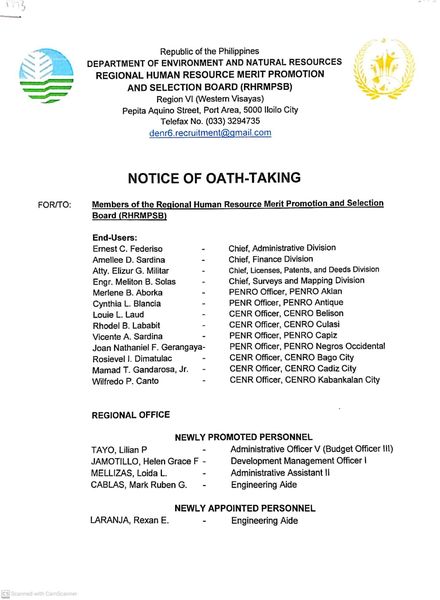 Republic of the Philippines
DEPARTMENT OF ENVIRONMENT AND NATURAL RESOURCES
REGIONAL HUMAN RESOURCE MERIT PROMOTION
AND SELECTION BOARD (RHRMPSB)
Region VI (Western Visayas)
Pepita Aquino Street, Port Area, 5000 Iloilo City
Telefax No. (033) 3294735
denr6.recruitment@gmail.com
NOTICE OF OATH-TAKING
FOR/TO: Members of the Regional Human Resource Merit Promotion and Selection
Board (RHRMPSB)
End-Users:
Ernest C. Federiso - Chief, Administrative Division
Amellee D. Sardina - Chief, Finance Division
Atty. Elizur G. Militar - Chief, Licenses, Patents, and Deeds Division
Engr. Meliton B. Solas - Chief, Surveys and Mapping Division
Merlene B. Aborka - PENRO Officer, PENRO Aklan
Cynthia L. Blancia - PENR Officer, PENRO Antique
Louie L. Laud - CENR Officer, CENRO Belison
Rhodel B. Lababit - CENR Officer, CENRO Culasi
Vicente A. Sardina - PENR Officer, PENRO Capiz
Joan Nathaniel F. Gerangaya- PENR Officer, PENRO Negros Occidental
Rosievel I. Dimatulac - CENR Officer, CENRO Bago City
Mamad T. Gandarosa, Jr. - CENR Officer, CENRO Cadiz City
Wilfredo P. Canto - CENR Officer, CENRO Kabankalan City
REGIONAL OFFICE
NEWLY PROMOTED PERSONNEL
TAYO, Lilian P - Administrative Officer V (Budget Officer III)
JAMOTILLO, Helen Grace F - Development Management Officer I
MELLIZAS, Loida L. - Administrative Assistant II
CABLAS, Mark Ruben G. - Engineering Aide
NEWLY APPOINTED PERSONNEL
LARANJA, Rexan E. - Engineering Aide
CS Scanned with CamScanner